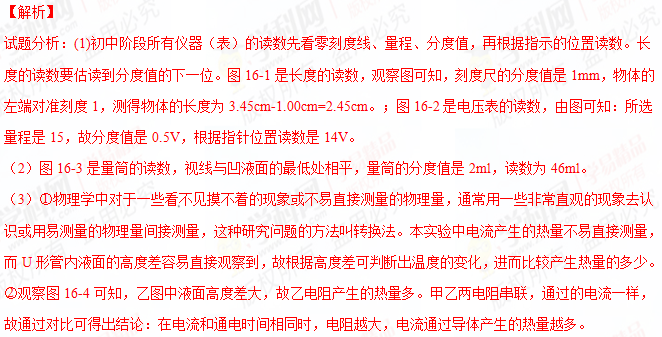 【解析】
试题分析：(1)初中阶段所有仪器（表）的读数先看零刻度线、量程、分度值，再根据指示的位置读数。长
度的读数要估读到分度值的下一位。图 16-1 是长度的读数，观察图可知，刻度尺的分度值是 1mm，物体的
左端对准刻度 1，测得物体的长度为 3.45cm-1.00cm=2.45cm。；图 16-2 是电压表的读数，由图可知：所选
量程是 15，故分度值是 0.5V，根据指针位置读数是 14V。
（2）图 16-3 是量筒的读数，视线与凹液面的最低处相平，量筒的分度值是 2ml，读数为 46ml。
（3）①物理学中对于一些看不见摸不着的现象或不易直接测量的物理量，通常用一些非常直观的现象去认
识或用易测量的物理量间接测量，这种研究问题的方法叫转换法。本实验中电流产生的热量不易直接测量，
而 U 形管内液面的高度差容易直接观察到，故根据高度差可判断出温度的变化，进而比较产生热量的多少。
②观察图 16-4 可知，乙图中液面高度差大，故乙电阻产生的热量多。甲乙两电阻串联，通过的电流一样，
故通过对比可得出结论：在电流和通电时间相同时，电阻越大，电流通过导体产生的热量越多。